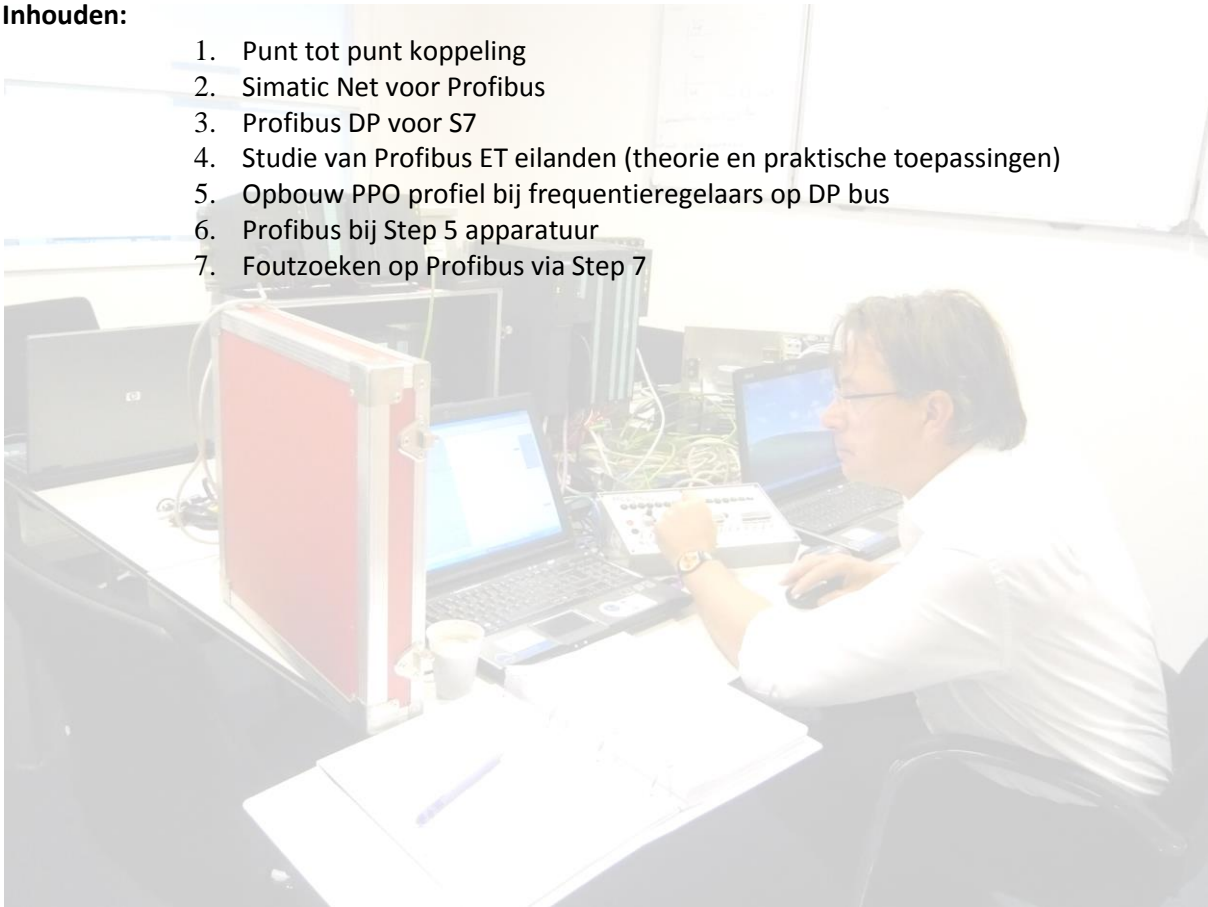 Inhouden:
1. Punt tot punt koppeling
2. Simatic Net voor Profibus
3. Profibus DP voor S7
4. Studie van Profibus ET eilanden (theorie en praktische toepassingen)
5. Opbouw PPO profiel bij frequentieregelaars op DP bus
6. Profibus bij Step 5 apparatuur
7. Foutzoeken op Profibus via Step 7